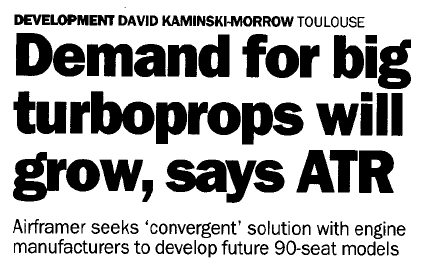 DEVELOPMENT DAVID KAMINSKI-MORROW TOULOUSE
Demand for big
turboprops will
grow, says ATR
Airframer seeks ‘convergent’ solution with engine
manufacturers to develop future 90-seat models